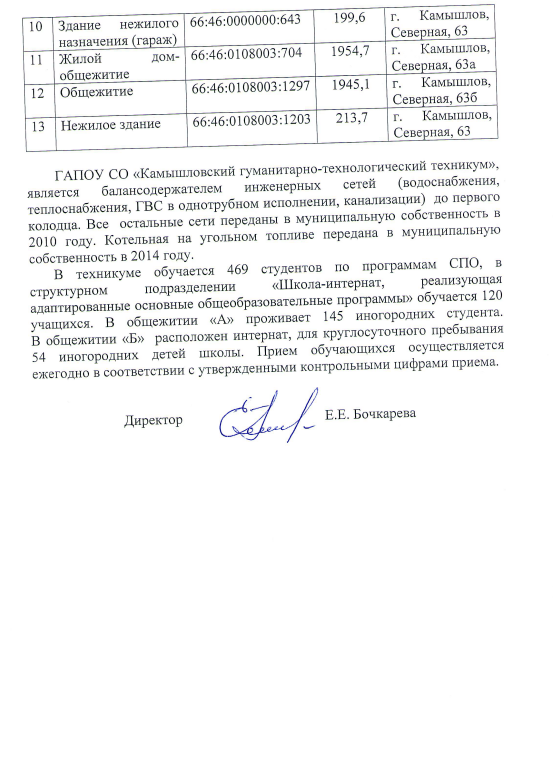 10 Здание нежилого 66:46:0000000:643 199,6 г. Камышлов,
назначения (гараж) Северная, 63
11 Жилой дом- 66:46:0108003:704 1954,7 г. Камышлов,
общежитие Северная, 63а
12 Общежитие 66:46:0108003:1297 1945,1 г. Камышлов,
Северная, 63б
13 Нежилое здание 66:46:0108003:1203 213,7 г. Камышлов,
Северная, 63
ГАПОУ СО «Камышловский гуманитарно-технологический техникум»,
является балансодержателем инженерных сетей (водоснабжения,
теплоснабжения, ГВС в однотрубном исполнении, канализации) до первого
колодца. Все остальные сети переданы в муниципальную собственность в
2010 году. Котельная на угольном топливе передана в муниципальную
собственность в 2014 году.
В техникуме обучается 469 студентов по программам СПО, в
структурном подразделении «Школа-интернат, реализующая
адаптированные основные общеобразовательные программы» обучается 120
учащихся. В общежитии «А» проживает 145 иногородних студента.
В общежитии «Б» расположен интернат, для круглосуточного пребывания
54 иногородних детей школы. Прием обучающихся осуществляется
ежегодно в соответствии с утвержденными контрольными цифрами приема.
Директор Е.Е. Бочкарева